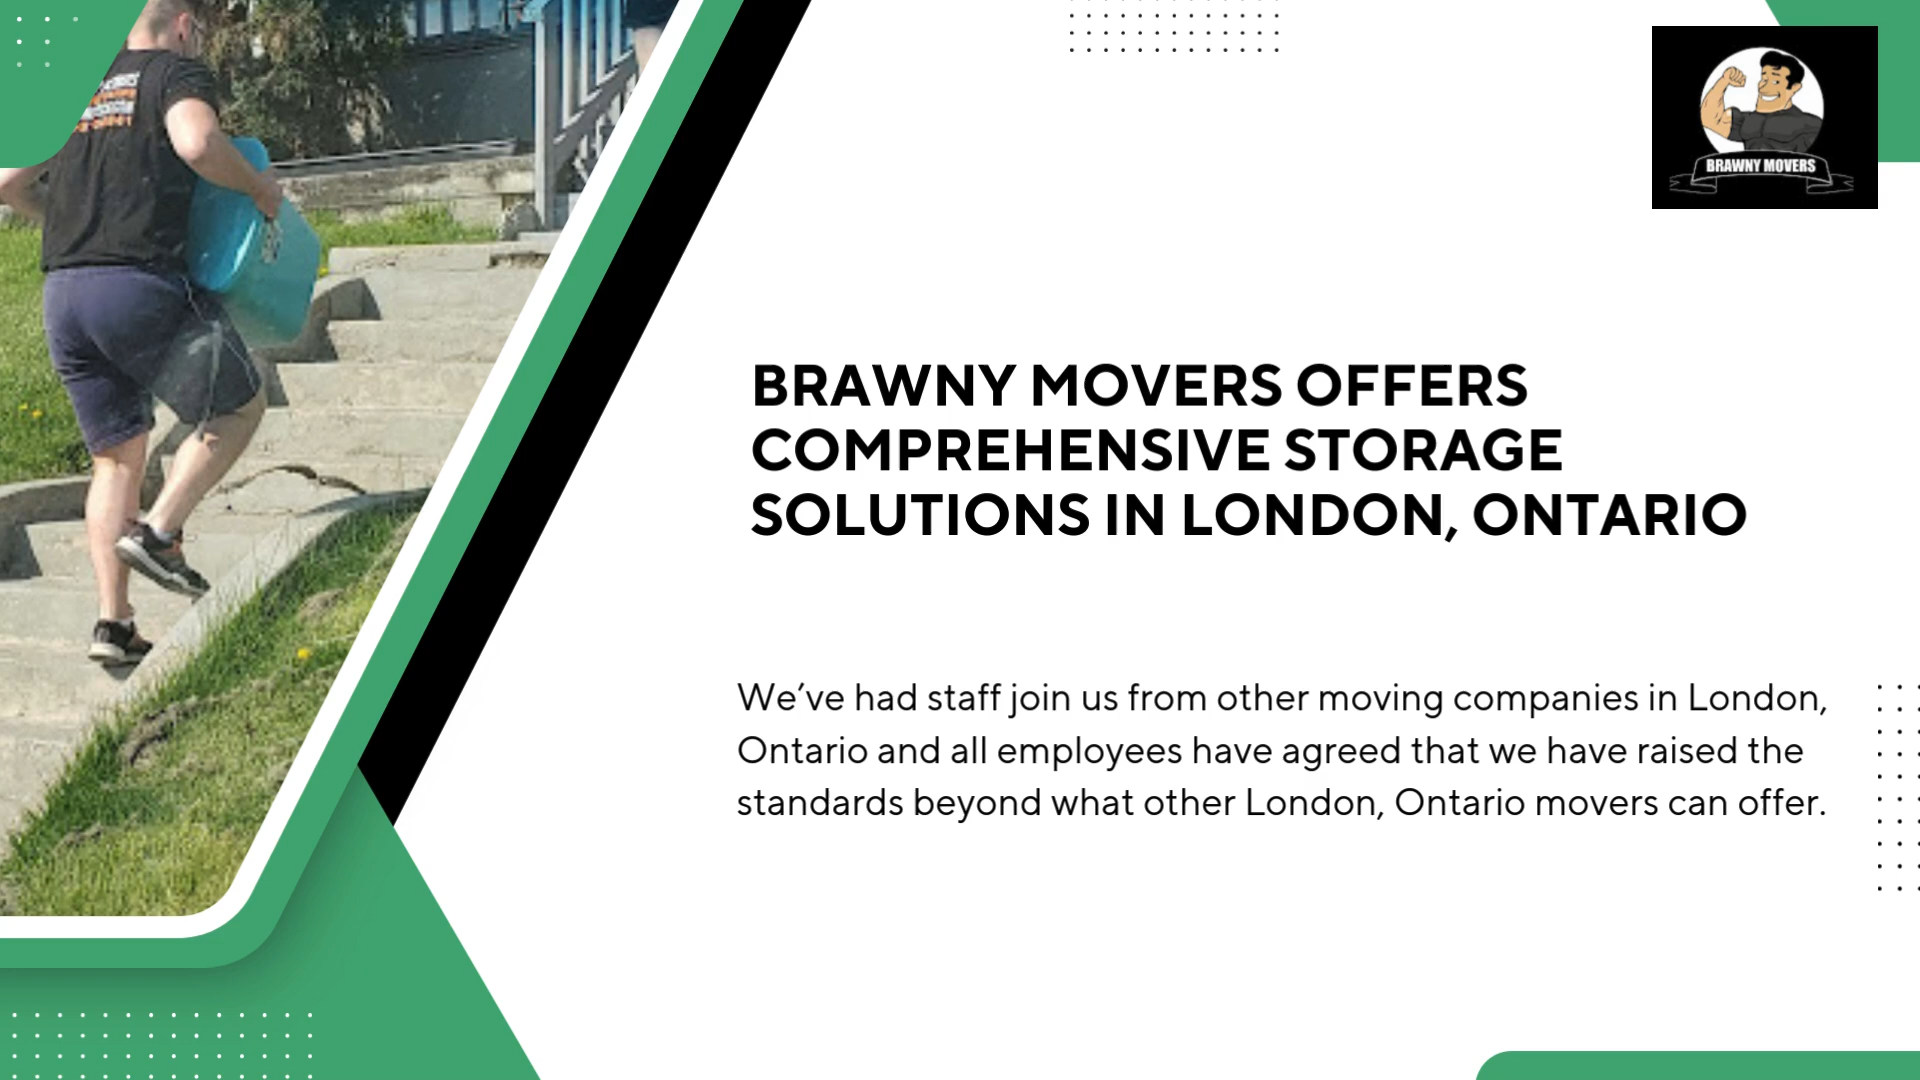 BRAWNY MOVERS
BRAWNY MOVERS OFFERS
COMPREHENSIVE STORAGE
SOLUTIONS IN LONDON, ONTARIO
We’ve had staff join us from other moving companies in London,
Ontario and all employees have agreed that we have raised the
standards beyond what other London, Ontario movers can offer.